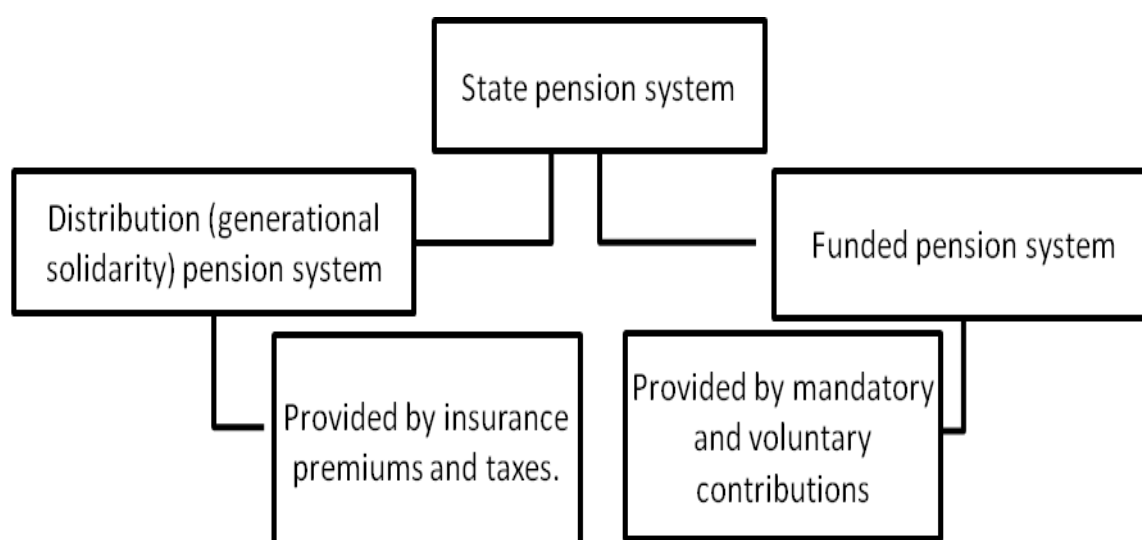 State pension system
Distribution (generational
solidarity) pension system
Funded pension system
Provided by insurance
premiums and taxes.
Provided by mandatory
and voluntary
contributions